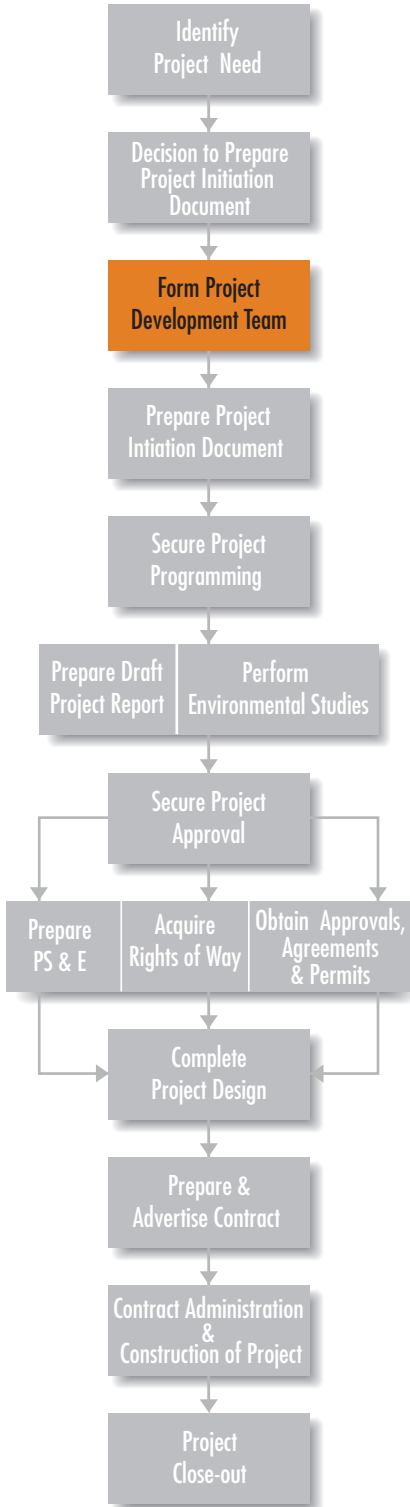 Identify
Project Need
Decision to Prepare
Project Initiation
Document
Form Project
Development Team
Prepare Project
Intiation Document
Secure Project
Programming
Prepare Draft
Project Report
Perform
Environmental Studies
Secure Project
Approval
Prepare
PS & E
Acquire
Rights of Way
Obtain Approvals,
Agreements
& Permits
Complete
Project Design
Prepare &
Advertise Contract
Contract Administration
&
Construction of Project
Project
Close-out